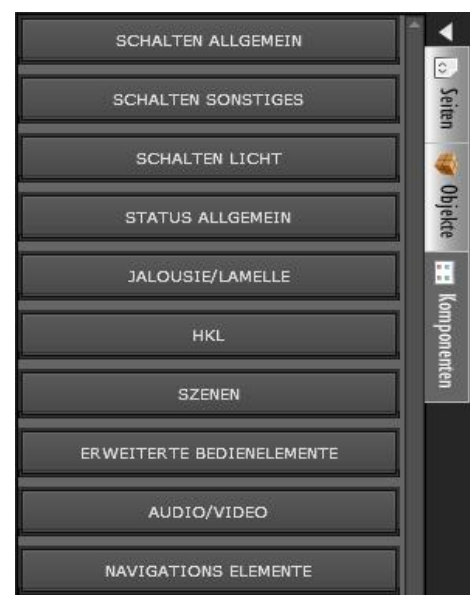 SCHALTEN ALLGEMEIN
SCHALTEN SONSTIGES
SCHALTEN LICHT
STATUS ALLGEMEIN
JALOUSIE/LAMELLE
HKL
SZENEN
ERWEITERTE BEDIENELEMENTE
AUDIO/VIDEO
NAVIGATIONS ELEMENTE
Seiten
Objekte
Komponenten